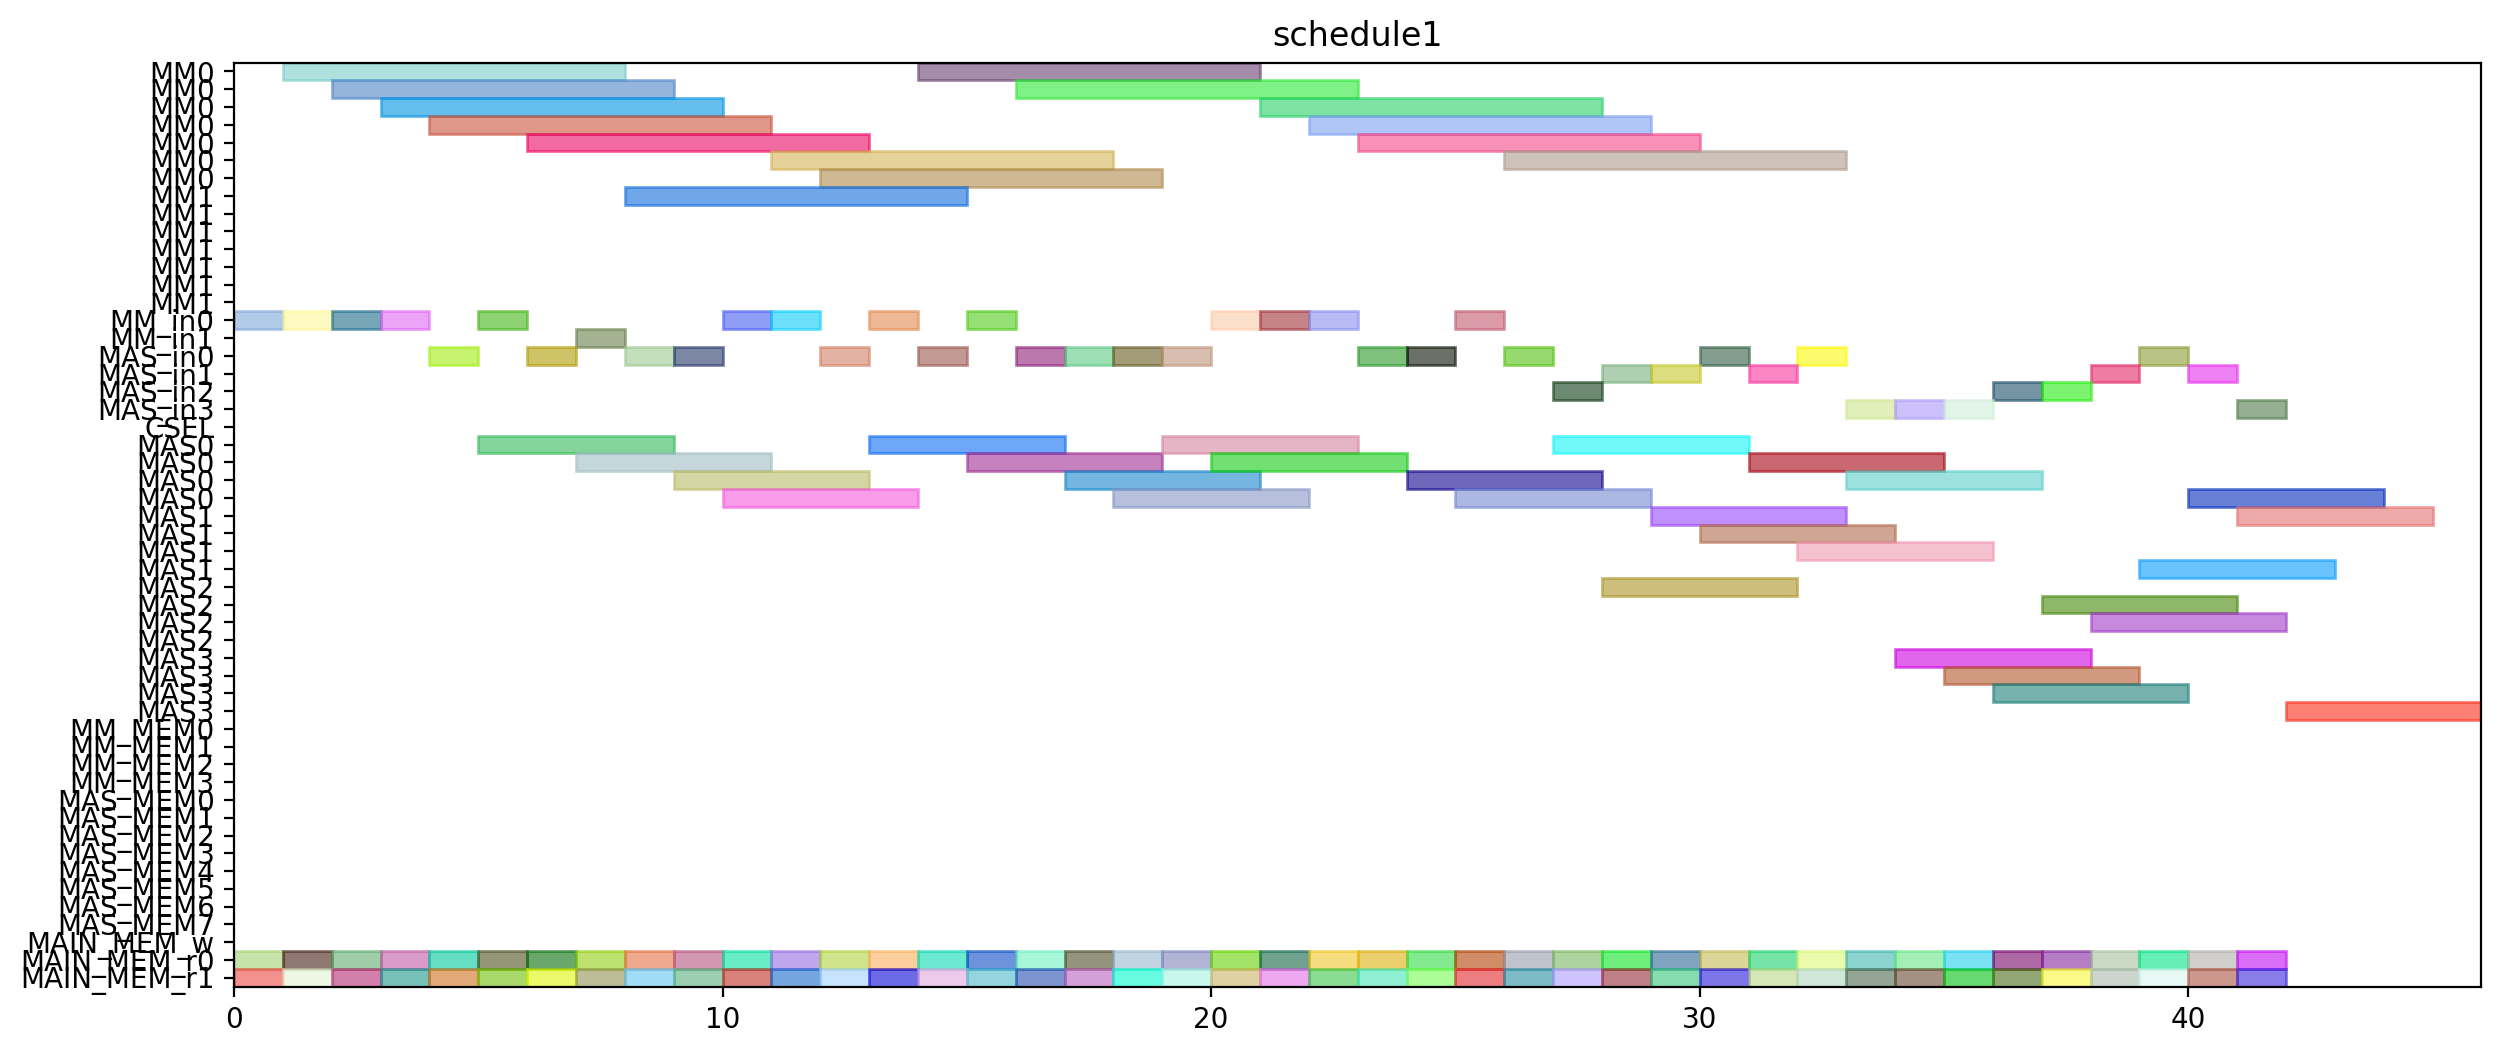 schedule1
MM0
MM0
MM0
MM0
MM0
MM0
MM0
MM1
MM1
MM1
MM1
MM1
MM1
MM1
MM_in0
MM_in1
MAS_in0
MAS_in1
MAS_in2
MAS_in3
CSEL
MAS0
MAS0
MAS0
MAS0
MAS1
MAS1
MAS1
MAS1
MAS2
MAS2
MAS2
MAS2
MAS3
MAS3
MAS3
MAS3
MM_MEM0
MM_MEM1
MM_MEM2
MM_MEM3
MAS_MEM0
MAS_MEM1
MAS_MEM2
MAS_MEM3
MAS_MEM4
MAS_MEM5
MAS_MEM6
MAS_MEM7
MAIN_MEM_w
MAIN_MEM_r0
MAIN_MEM_r1
0 10 20 30 40